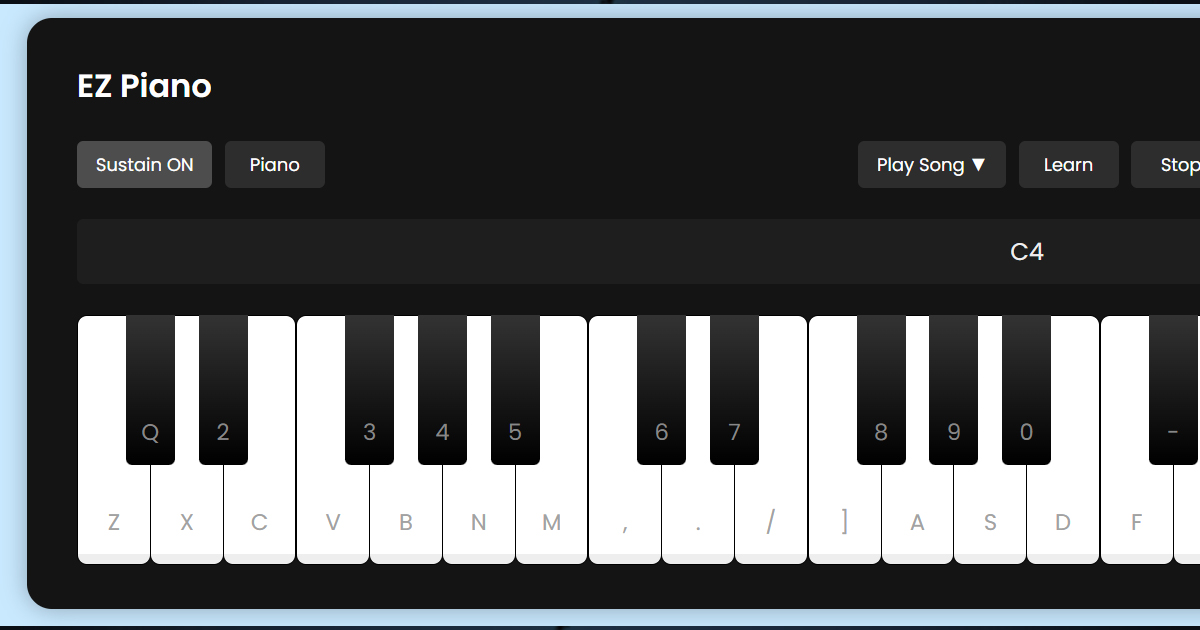 EZ Piano
Sustain ON Piano Play Song ▼ Learn Stop
C4
Q 2 3 4 5 6 7 8 9 0 -
Z X C V B N M , . / ] A S D F